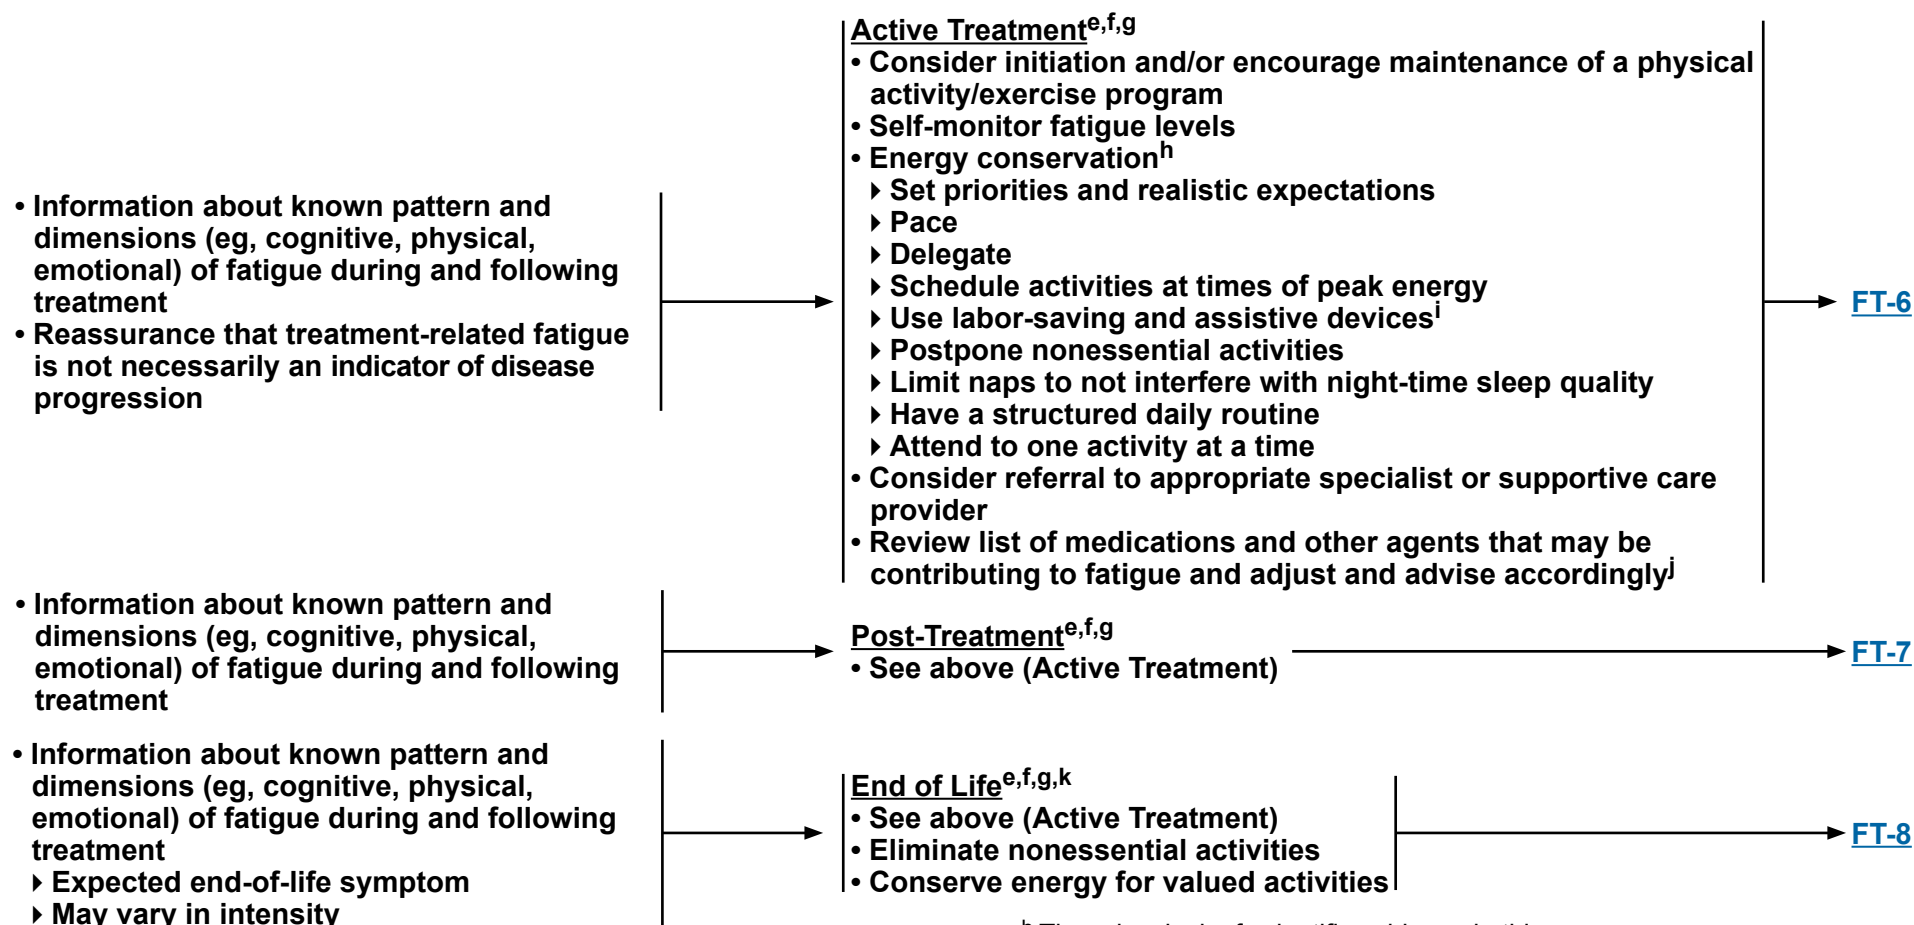 • Information about known pattern and
dimensions (eg, cognitive, physical,
emotional) of fatigue during and following
treatment
• Reassurance that treatment-related fatigue
is not necessarily an indicator of disease
progression
Active Treatmente,f,g
• Consider initiation and/or encourage maintenance of a physical
activity/exercise program
• Self-monitor fatigue levels
• Energy conservationh
▸ Set priorities and realistic expectations
▸ Pace
▸ Delegate
▸ Schedule activities at times of peak energy
▸ Use labor-saving and assistive devicesi
▸ Postpone nonessential activities
▸ Limit naps to not interfere with night-time sleep quality
▸ Have a structured daily routine
▸ Attend to one activity at a time
• Consider referral to appropriate specialist or supportive care
provider
• Review list of medications and other agents that may be
contributing to fatigue and adjust and advise accordinglyj
FT-6
• Information about known pattern and
dimensions (eg, cognitive, physical,
emotional) of fatigue during and following
treatment
Post-Treatmente,f,g
• See above (Active Treatment)
FT-7
• Information about known pattern and
dimensions (eg, cognitive, physical,
emotional) of fatigue during and following
treatment
▸ Expected end-of-life symptom
▸ May vary in intensity
End of Lifee,f,g,k
• See above (Active Treatment)
• Eliminate nonessential activities
• Conserve energy for valued activities
FT-8